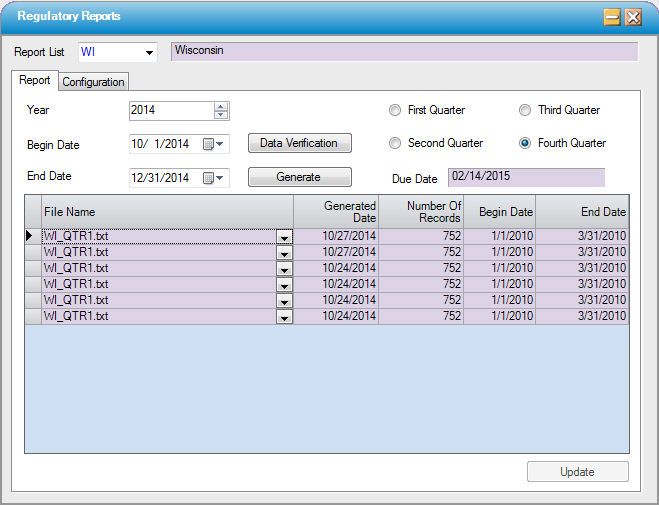 Regulatory Reports
Report List WI Wisconsin
Report Configuration
Year 2014 First Quarter Third Quarter
Begin Date 10/ 1/2014 Data Verification Second Quarter Fourth Quarter
End Date 12/31/2014 Generate Due Date 02/14/2015
File Name Generated Date Number Of Records Begin Date End Date
WI_QTR1.txt 10/27/2014 752 1/1/2010 3/31/2010
WI_QTR1.txt 10/27/2014 752 1/1/2010 3/31/2010
WI_QTR1.txt 10/24/2014 752 1/1/2010 3/31/2010
WI_QTR1.txt 10/24/2014 752 1/1/2010 3/31/2010
WI_QTR1.txt 10/24/2014 752 1/1/2010 3/31/2010
WI_QTR1.txt 10/24/2014 752 1/1/2010 3/31/2010
Update